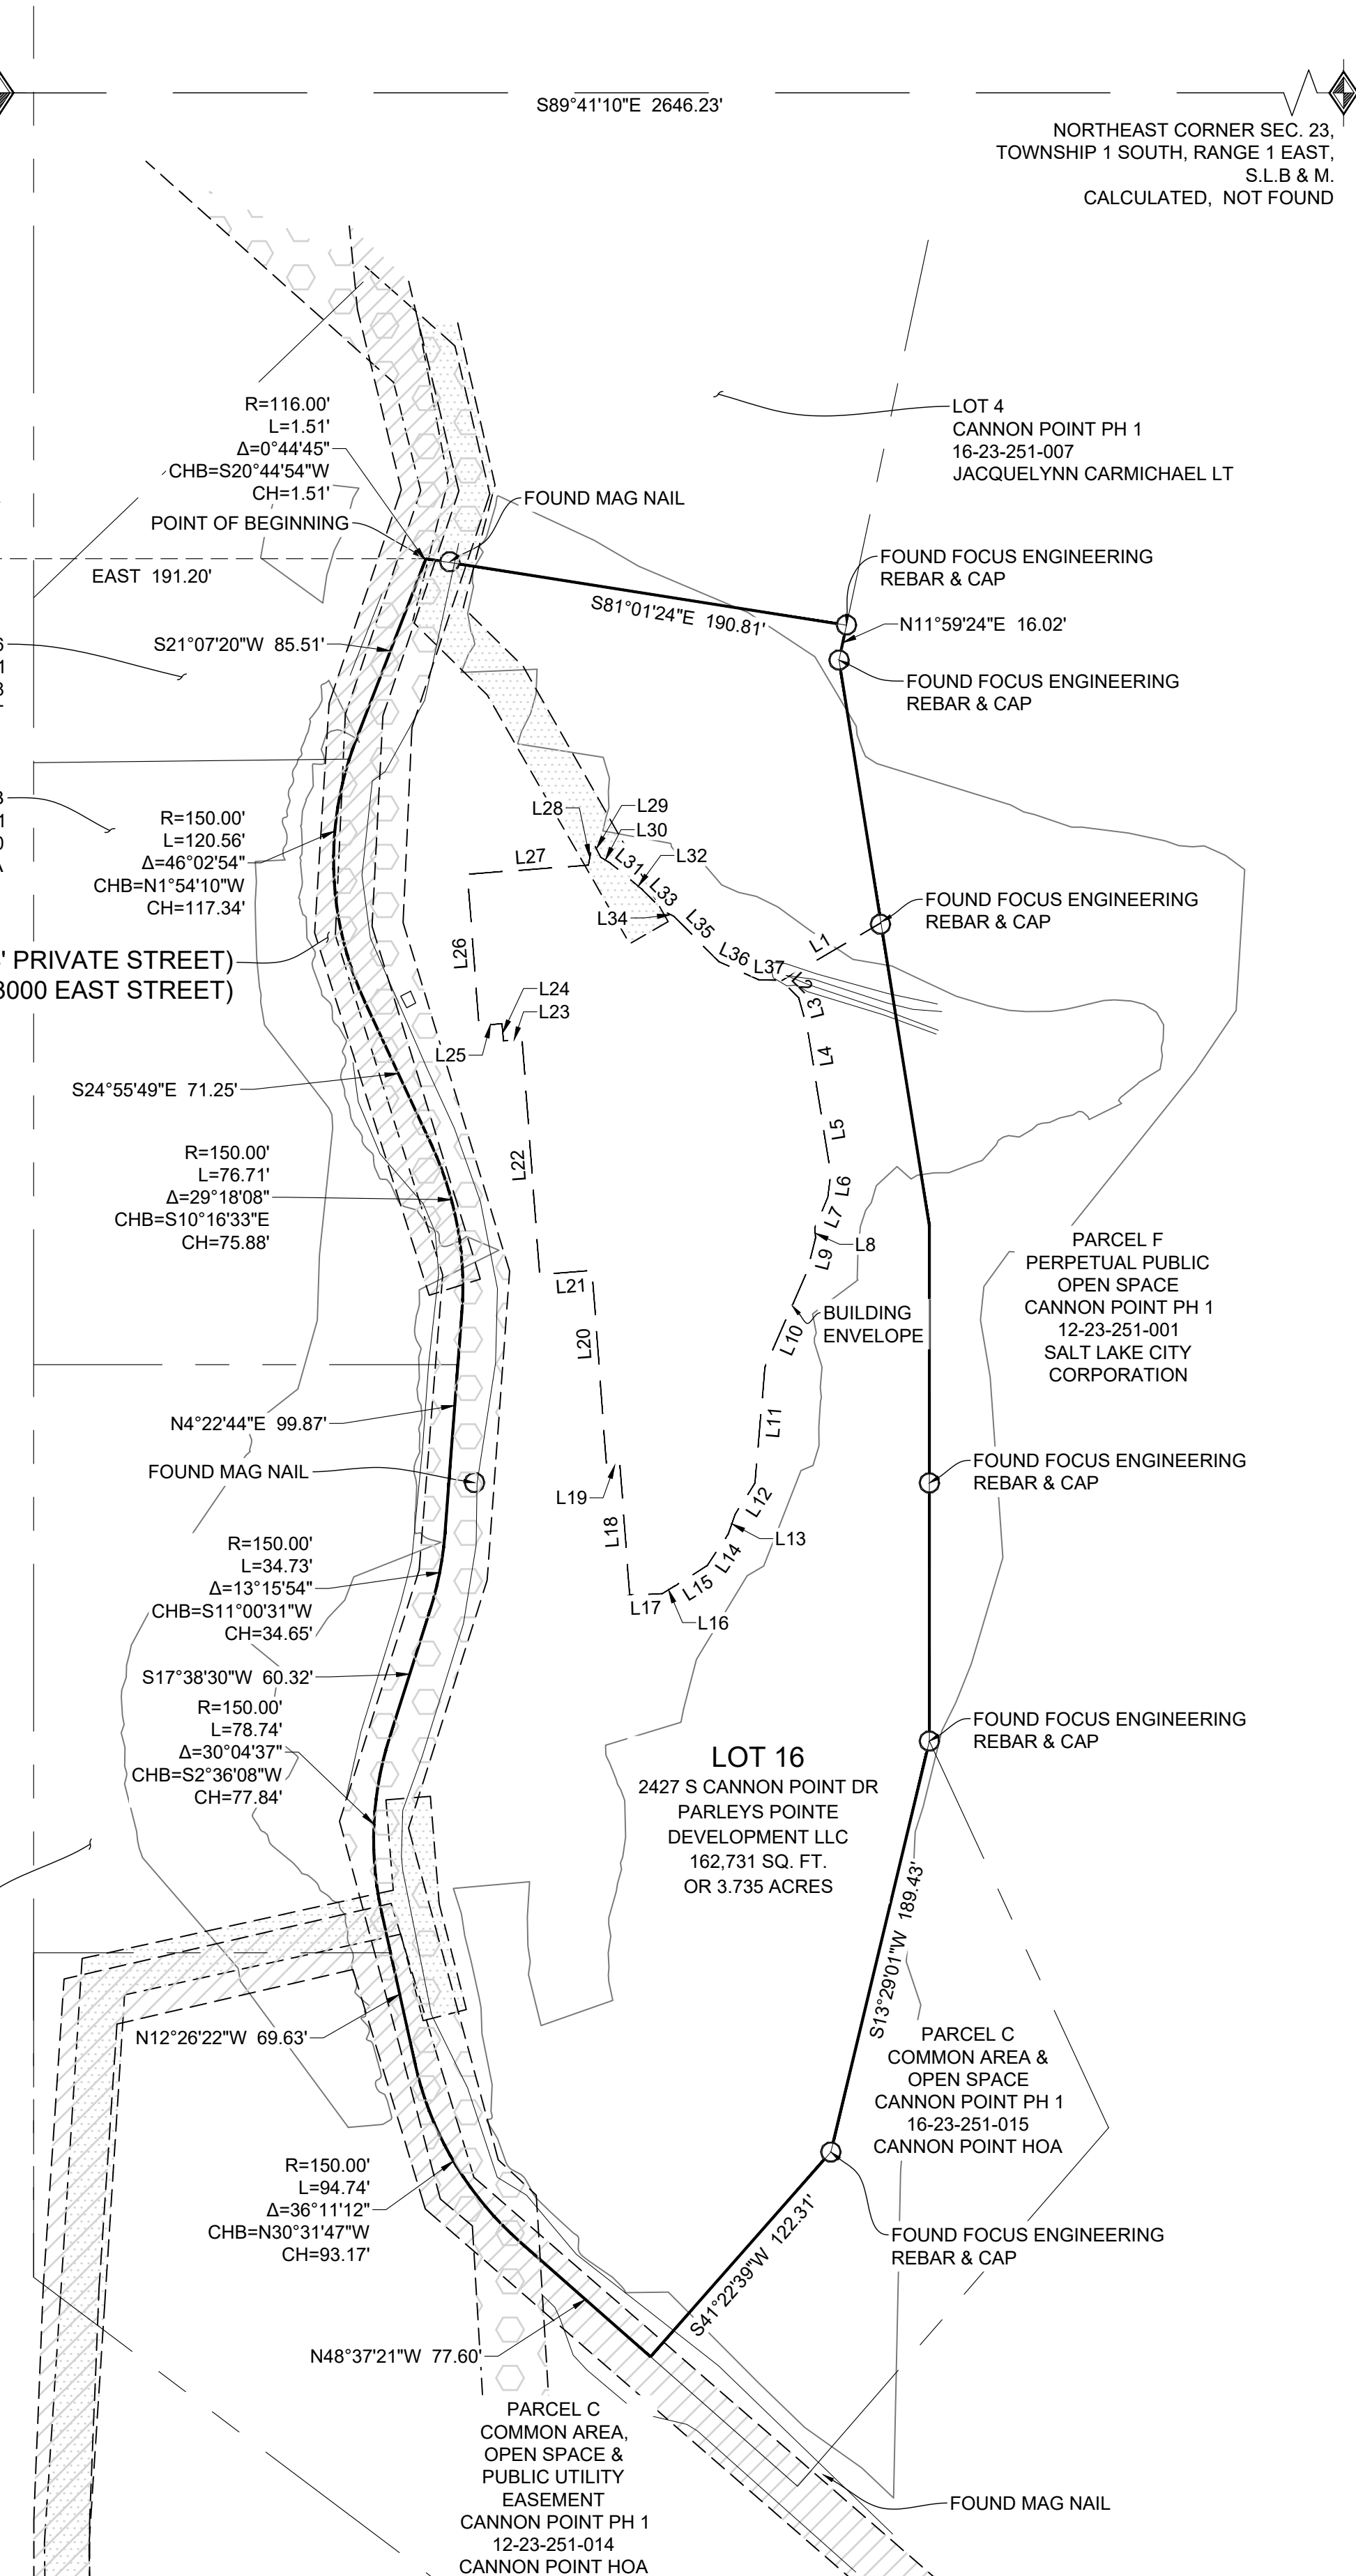 S89°41'10"E 2646.23'
NORTHEAST CORNER SEC. 23,
TOWNSHIP 1 SOUTH, RANGE 1 EAST,
S.L.B & M.
CALCULATED, NOT FOUND
R=116.00'
L=1.51'
Δ=0°44'45"
CHB=S20°44'54"W
CH=1.51'
LOT 4
CANNON POINT PH 1
16-23-251-007
JACQUELYNN CARMICHAEL LT
FOUND MAG NAIL
POINT OF BEGINNING
FOUND FOCUS ENGINEERING
REBAR & CAP
EAST 191.20'
S81°01'24"E 190.81'
N11°59'24"E 16.02'
S21°07'20"W 85.51'
FOUND FOCUS ENGINEERING
REBAR & CAP
L28
L29
L30
L31
L32
L33
L34
L35
L36
L37
L27
L26
L1
L2
L3
R=150.00'
L=120.56'
Δ=46°02'54"
CHB=N1°54'10"W
CH=117.34'
FOUND FOCUS ENGINEERING
REBAR & CAP
' PRIVATE STREET)
3000 EAST STREET)
L24
L23
L25
L4
L5
L6
L7
L8
L9
L22
S24°55'49"E 71.25'
R=150.00'
L=76.71'
Δ=29°18'08"
CHB=S10°16'33"E
CH=75.88'
PARCEL F
PERPETUAL PUBLIC
OPEN SPACE
CANNON POINT PH 1
12-23-251-001
SALT LAKE CITY
CORPORATION
L21
BUILDING
ENVELOPE
L20
L10
L11
N4°22'44"E 99.87'
FOUND MAG NAIL
FOUND FOCUS ENGINEERING
REBAR & CAP
L19
L18
L12
L13
L14
L15
L16
L17
R=150.00'
L=34.73'
Δ=13°15'54"
CHB=S11°00'31"W
CH=34.65'
S17°38'30"W 60.32'
R=150.00'
L=78.74'
Δ=30°04'37"
CHB=S2°36'08"W
CH=77.84'
FOUND FOCUS ENGINEERING
REBAR & CAP
LOT 16
2427 S CANNON POINT DR
PARLEYS POINTE
DEVELOPMENT LLC
162,731 SQ. FT.
OR 3.735 ACRES
S13°29'01"W 189.43'
N12°26'22"W 69.63'
PARCEL C
COMMON AREA &
OPEN SPACE
CANNON POINT PH 1
16-23-251-015
CANNON POINT HOA
R=150.00'
L=94.74'
Δ=36°11'12"
CHB=N30°31'47"W
CH=93.17'
FOUND FOCUS ENGINEERING
REBAR & CAP
S41°22'39"W 122.31'
N48°37'21"W 77.60'
PARCEL C
COMMON AREA,
OPEN SPACE &
PUBLIC UTILITY
EASEMENT
CANNON POINT PH 1
12-23-251-014
CANNON POINT HOA
FOUND MAG NAIL